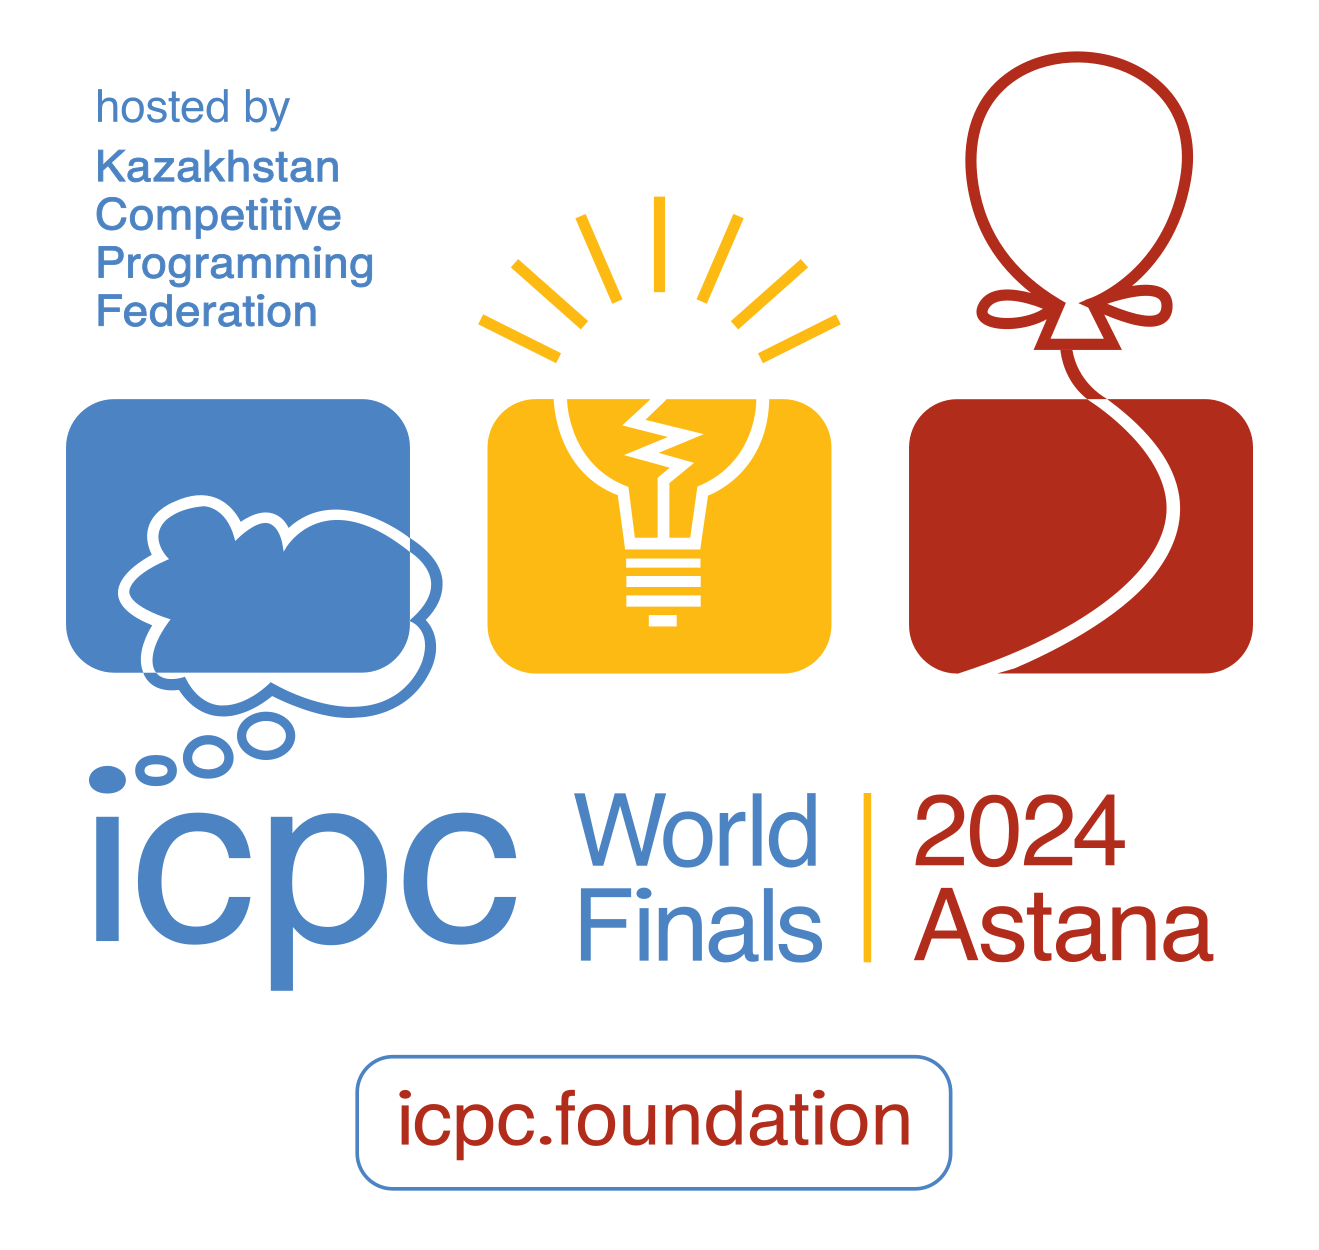 hosted by
Kazakhstan
Competitive
Programming
Federation
icpc
World
Finals
2024
Astana
icpc.foundation